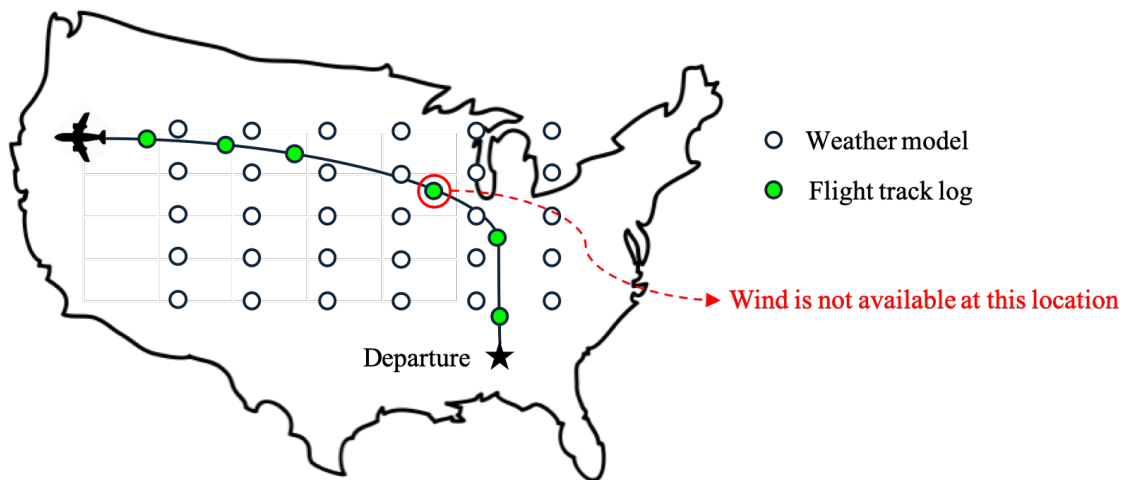 Weather model
Flight track log
Wind is not available at this location
Departure